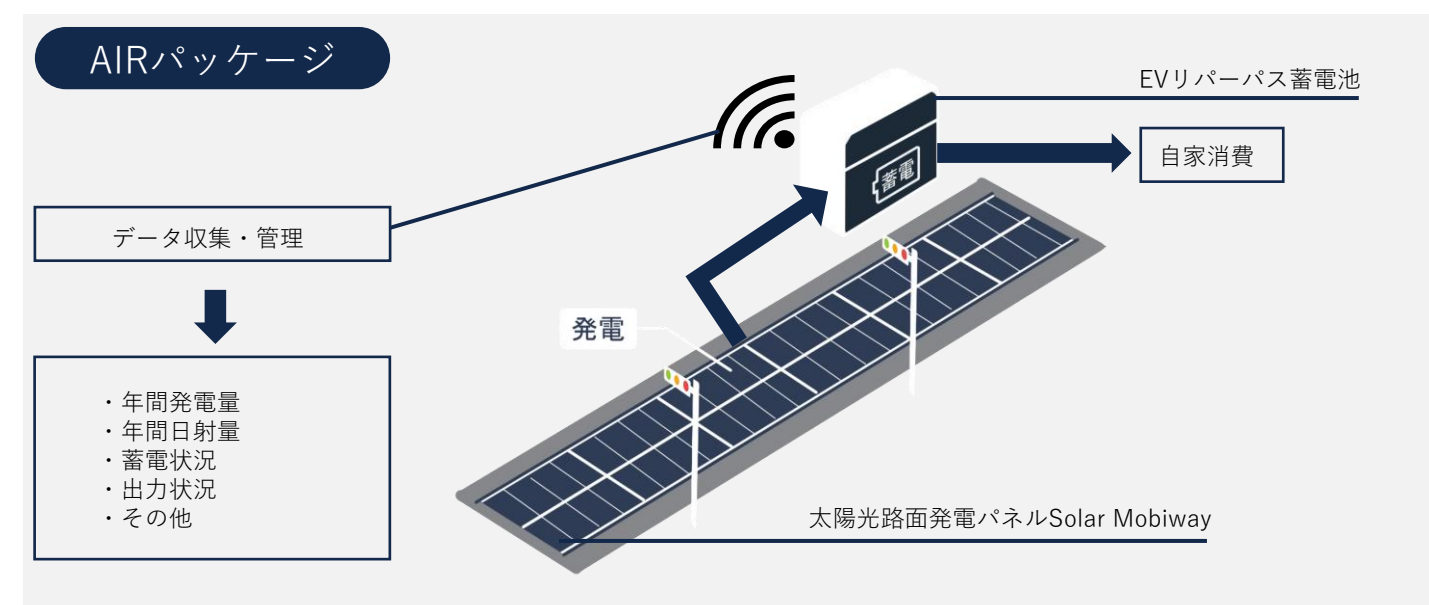 AIRパッケージ
EVリパーパス蓄電池
自家消費
蓄電
データ収集・管理
発電
・年間発電量
・年間日射量
・蓄電状況
・出力状況
・その他
太陽光路面発電パネルSolar Mobiway